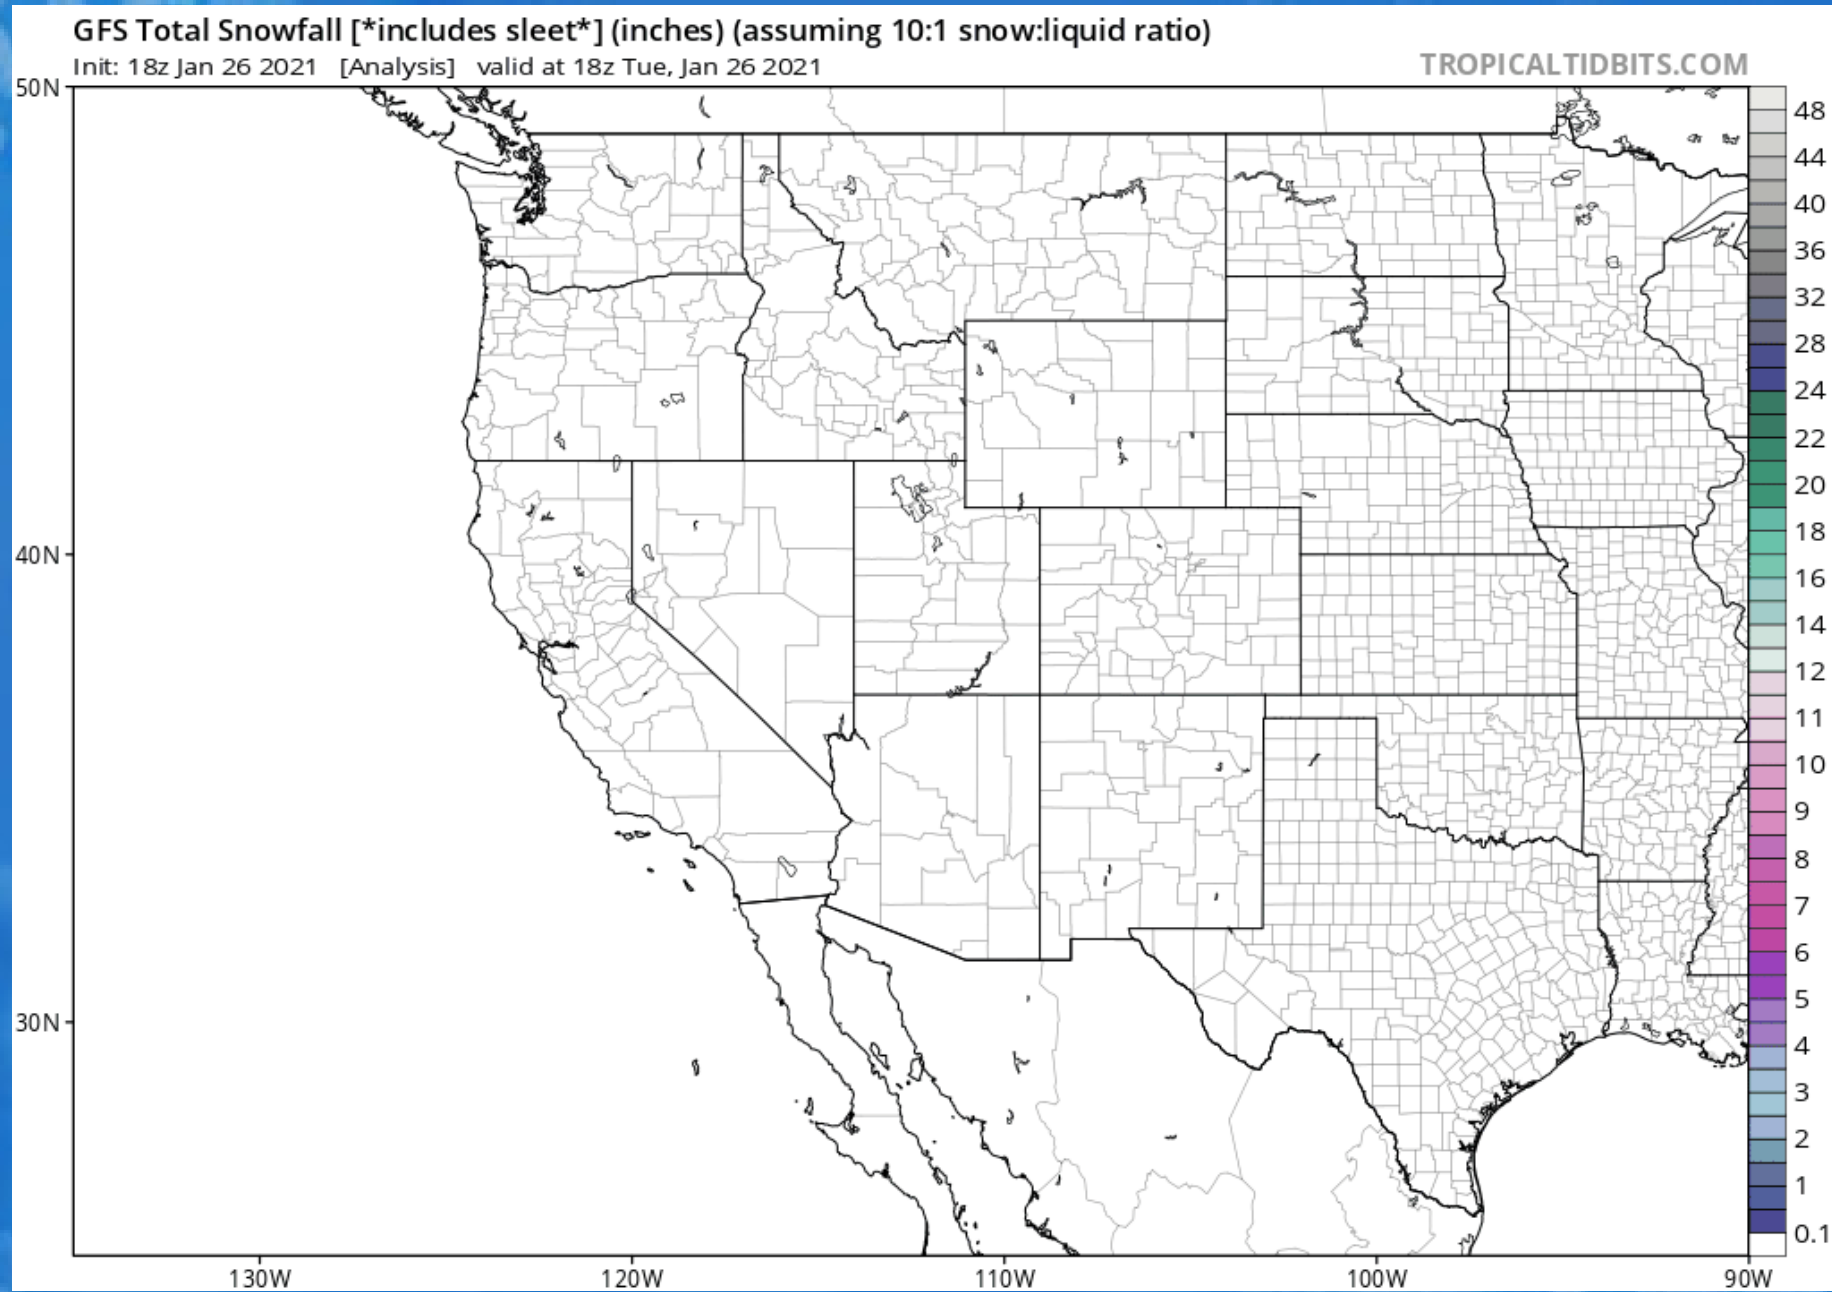 GFS Total Snowfall [*includes sleet*] (inches) (assuming 10:1 snow:liquid ratio)
Init: 18z Jan 26 2021 [Analysis] valid at 18z Tue, Jan 26 2021
TROPICALTIDBITS.COM
50N
40N
30N
130W
120W
110W
100W
90W
48
44
40
36
32
28
24
22
20
18
16
14
12
11
10
9
8
7
6
5
4
3
2
1
0.1